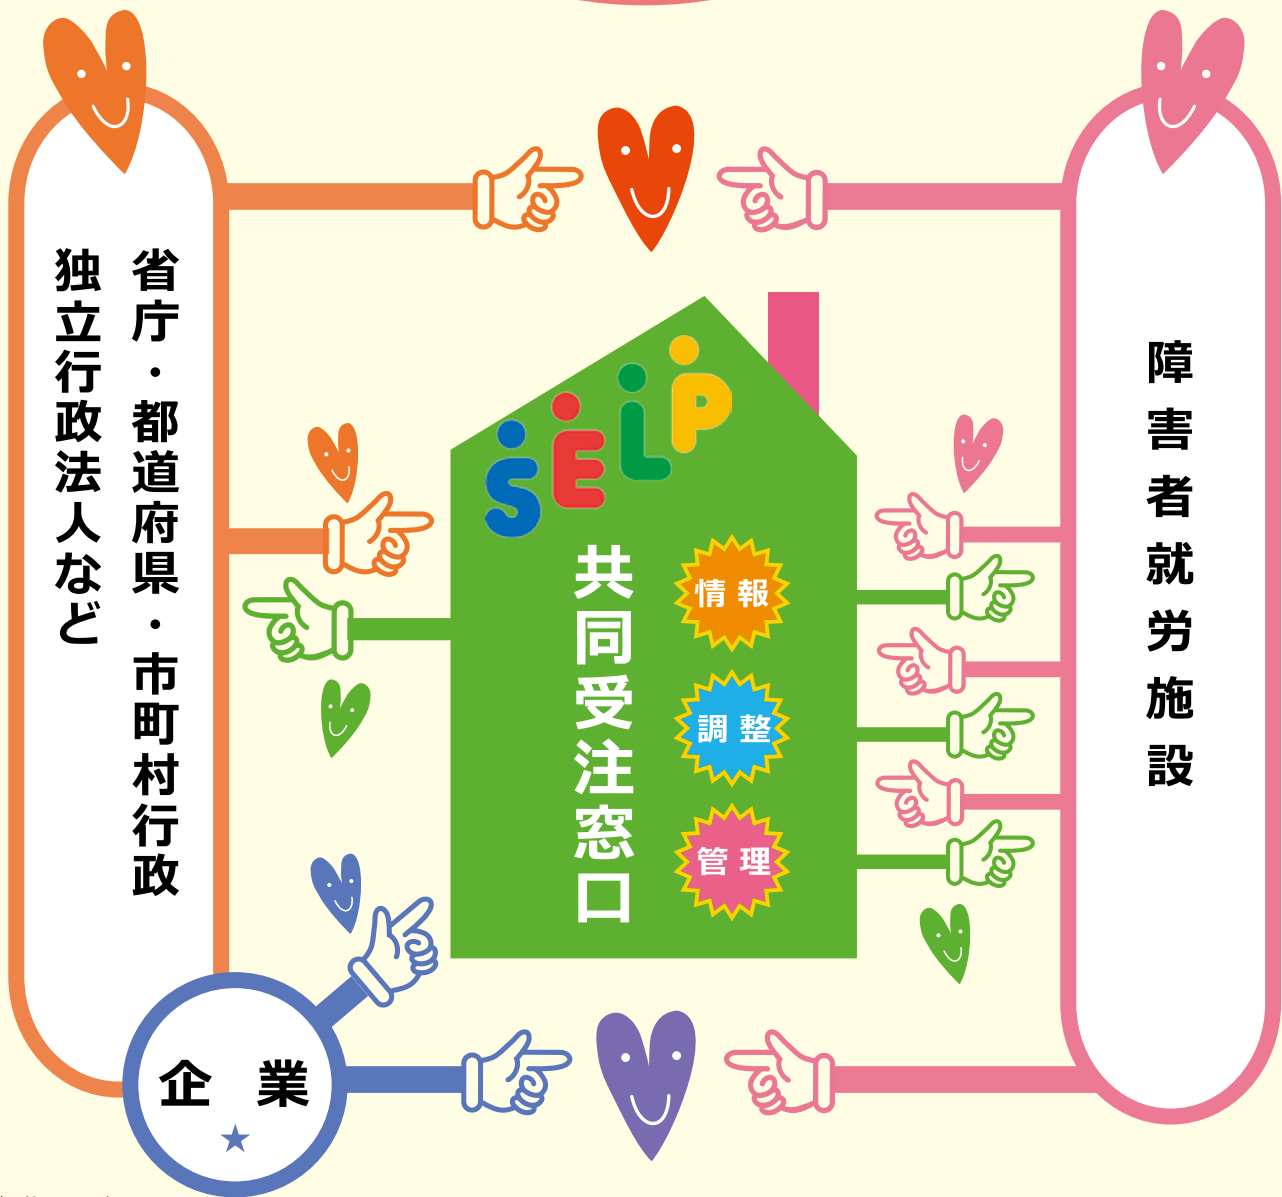 省庁・都道府県・市町村行政
独立行政法人など
SELP
共同受注窓口
情報
調整
管理
障害者就労施設
企業
★